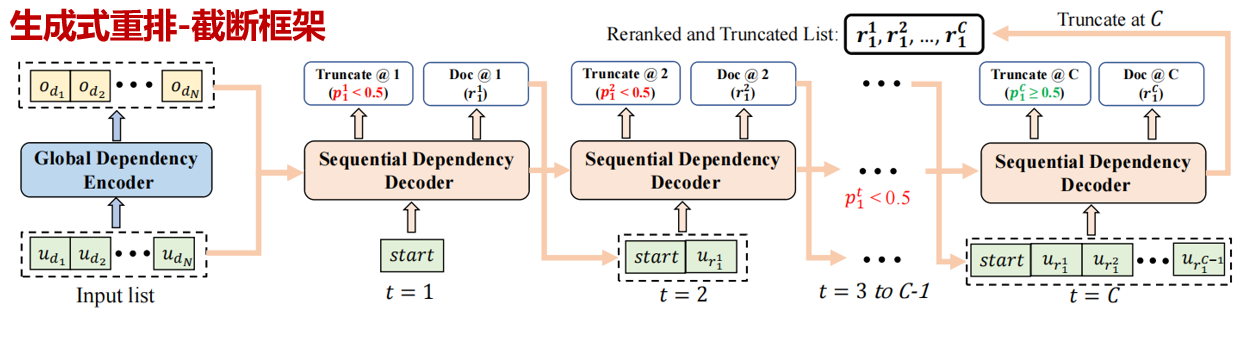 生成式重排-截断框架
Reranked and Truncated List: r_1^1, r_1^2, ..., r_1^C
Truncate at C
o_{d_1} o_{d_2} ••• o_{d_N}
Global Dependency
Encoder
u_{d_1} u_{d_2} ••• u_{d_N}
Input list
Truncate @ 1
(p_1^1 < 0.5)
Doc @ 1
(r_1^1)
Sequential Dependency
Decoder
start
t = 1
Truncate @ 2
(p_1^2 < 0.5)
Doc @ 2
(r_1^2)
Sequential Dependency
Decoder
start u_{r_1^1}
t = 2
•••
•••
p_1^t < 0.5
•••
t = 3 to C-1
Truncate @ C
(p_1^C ≥ 0.5)
Doc @ C
(r_1^C)
Sequential Dependency
Decoder
start u_{r_1^1} u_{r_1^2} ••• u_{r_1^{C-1}}
t = C